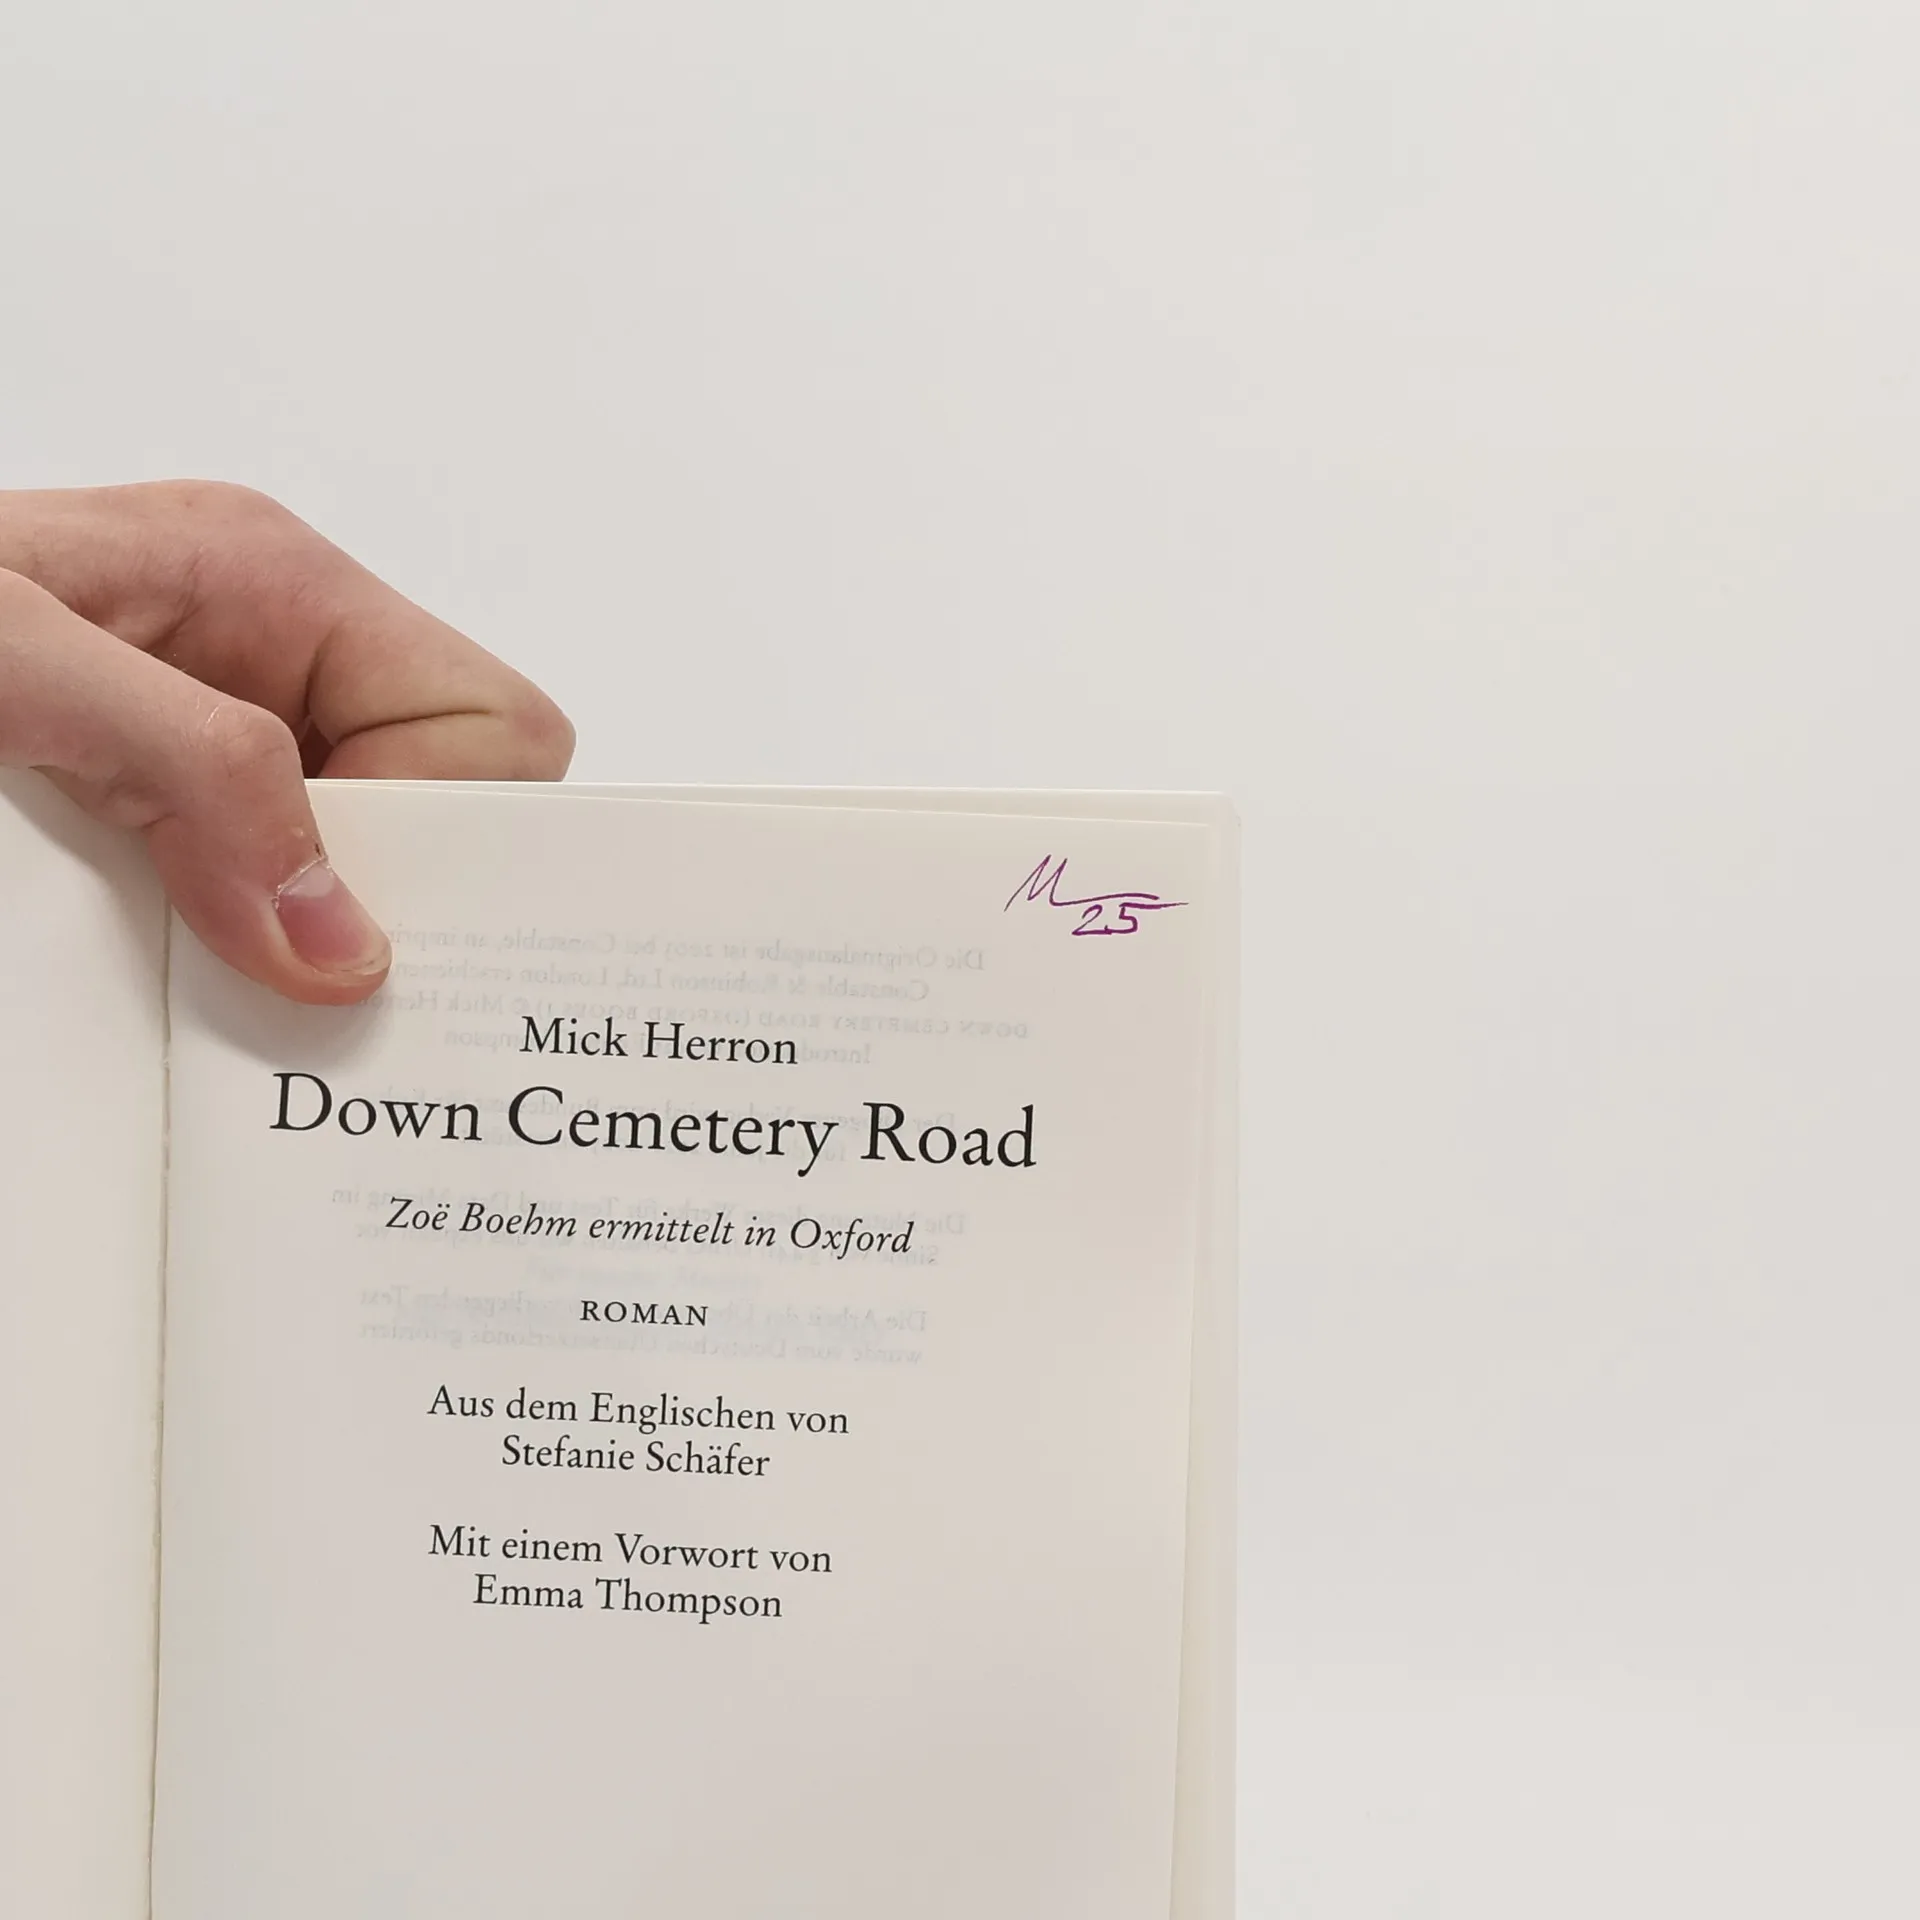 M
25
Mick Herron
Down Cemetery Road
Zoë Boehm ermittelt in Oxford
ROMAN
Aus dem Englischen von
Stefanie Schäfer
Mit einem Vorwort von
Emma Thompson